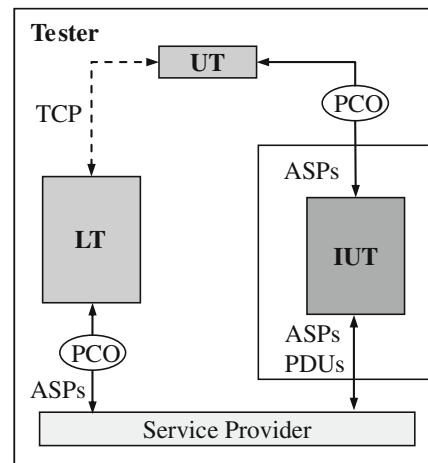 Tester
UT
TCP
PCO
ASPs
LT
IUT
PCO
ASPs
ASPs
PDUs
Service Provider